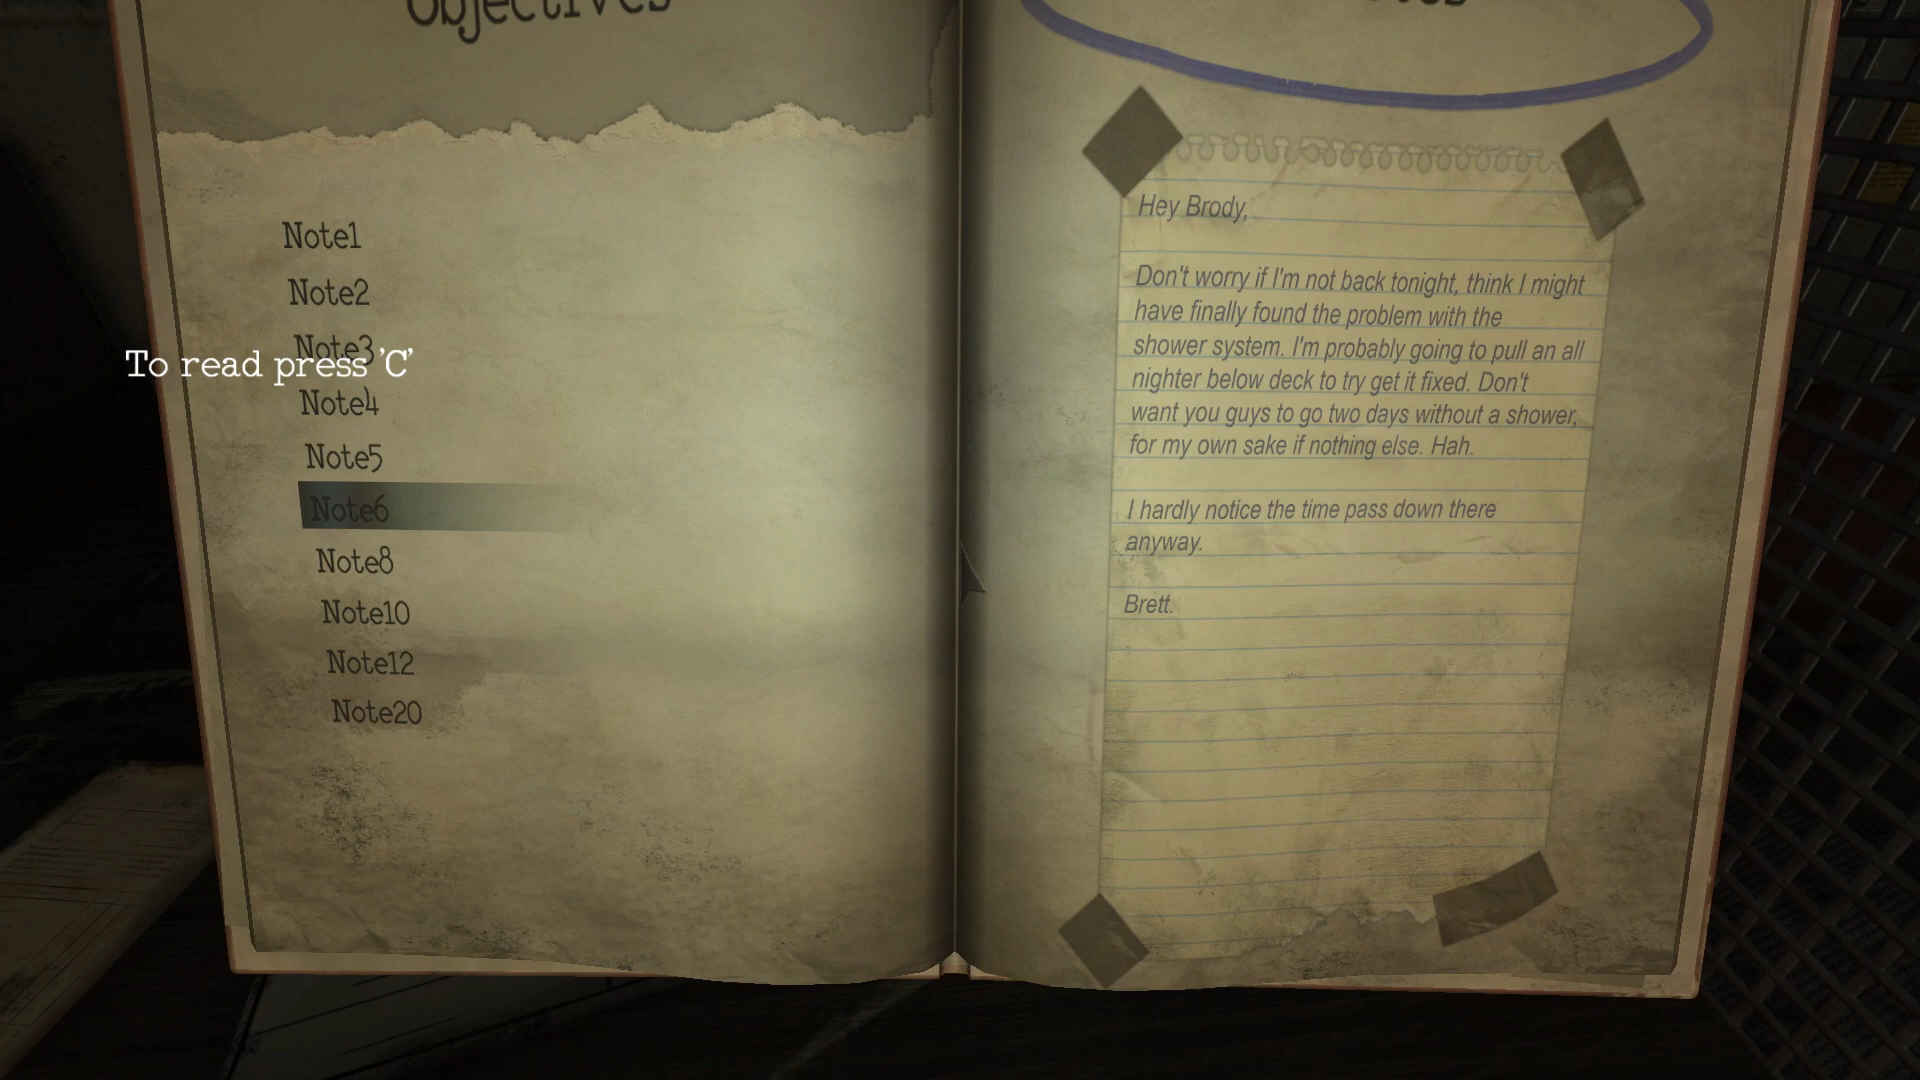 Objectives
Note1
Note2
Note3
To read press 'C'
Note4
Note5
Note6
Note8
Note10
Note12
Note20
Hey Brody,
Don't worry if I'm not back tonight, think I might
have finally found the problem with the
shower system. I'm probably going to pull an all
nighter below deck to try get it fixed. Don't
want you guys to go two days without a shower,
for my own sake if nothing else. Hah.
I hardly notice the time pass down there
anyway.
Brett.